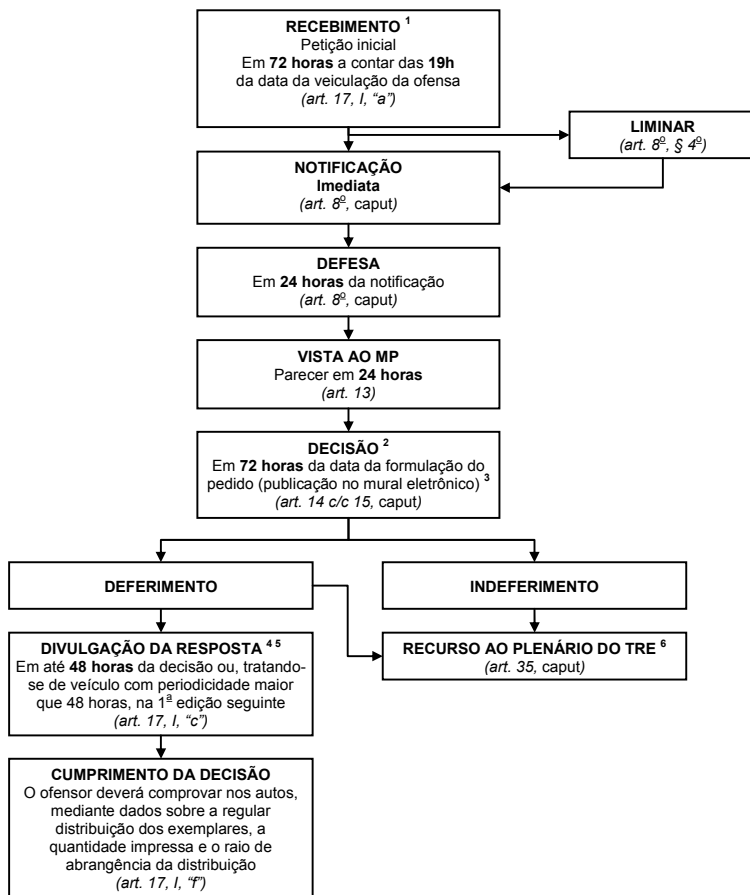 RECEBIMENTO ¹
Petição inicial
Em 72 horas a contar das 19h
da data da veiculação da ofensa
(art. 17, I, “a”)
LIMINAR
(art. 8º, § 4º)
NOTIFICAÇÃO
Imediata
(art. 8º, caput)
DEFESA
Em 24 horas da notificação
(art. 8º, caput)
VISTA AO MP
Parecer em 24 horas
(art. 13)
DECISÃO ²
Em 72 horas da data da formulação do
pedido (publicação no mural eletrônico) ³
(art. 14 c/c 15, caput)
DEFERIMENTO
INDEFERIMENTO
DIVULGAÇÃO DA RESPOSTA ⁴ ⁵
Em até 48 horas da decisão ou, tratando-
se de veículo com periodicidade maior
que 48 horas, na 1ª edição seguinte
(art. 17, I, “c”)
RECURSO AO PLENÁRIO DO TRE ⁶
(art. 35, caput)
CUMPRIMENTO DA DECISÃO
O ofensor deverá comprovar nos autos,
mediante dados sobre a regular
distribuição dos exemplares, a
quantidade impressa e o raio de
abrangência da distribuição
(art. 17, I, “f”)